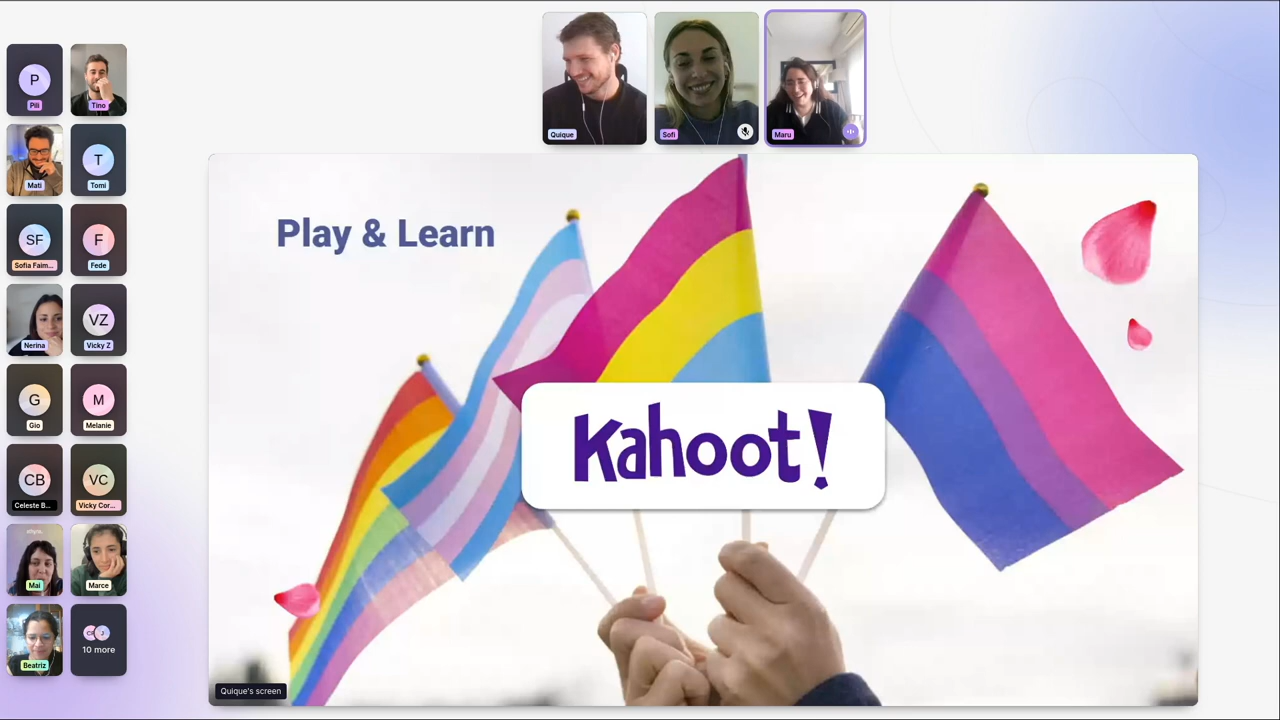 Quique
Sofi
Maru
P
Pili
Tino
Mati
T
Tomi
SF
Sofia Faim...
F
Fede
Nerina
VZ
Vicky Z
G
Gio
M
Melanie
CB
Celeste B...
VC
Vicky Cor...
Mai
Marce
Beatriz
J
10 more
Play & Learn
Kahoot!
Quique's screen